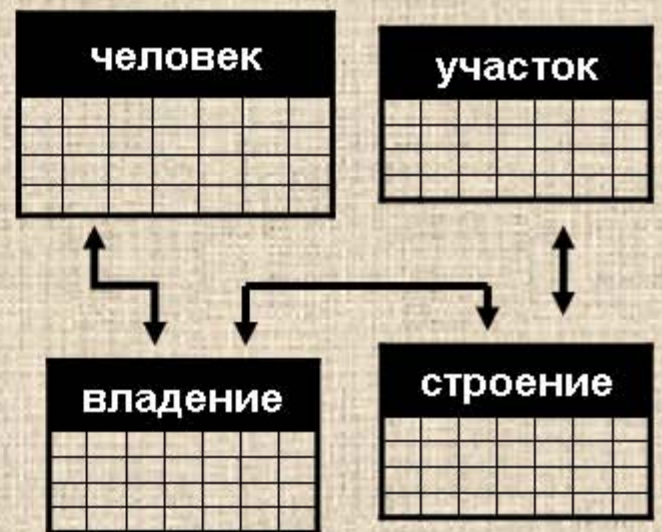 человек
участок
владение
строение